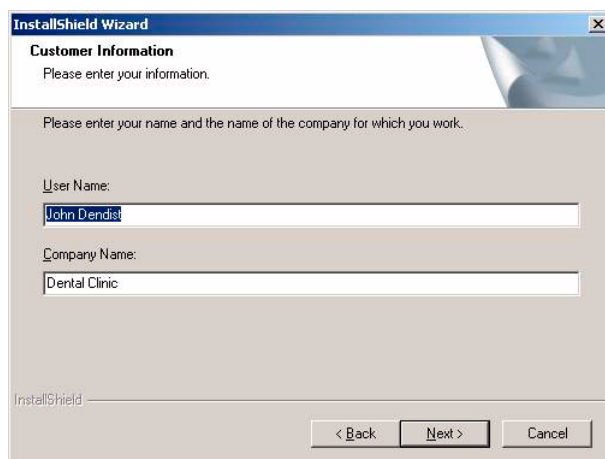 InstallShield Wizard
Customer Information
Please enter your information.
Please enter your name and the name of the company for which you work.
User Name:
John Dendist
Company Name:
Dental Clinic
InstallShield
< Back Next > Cancel